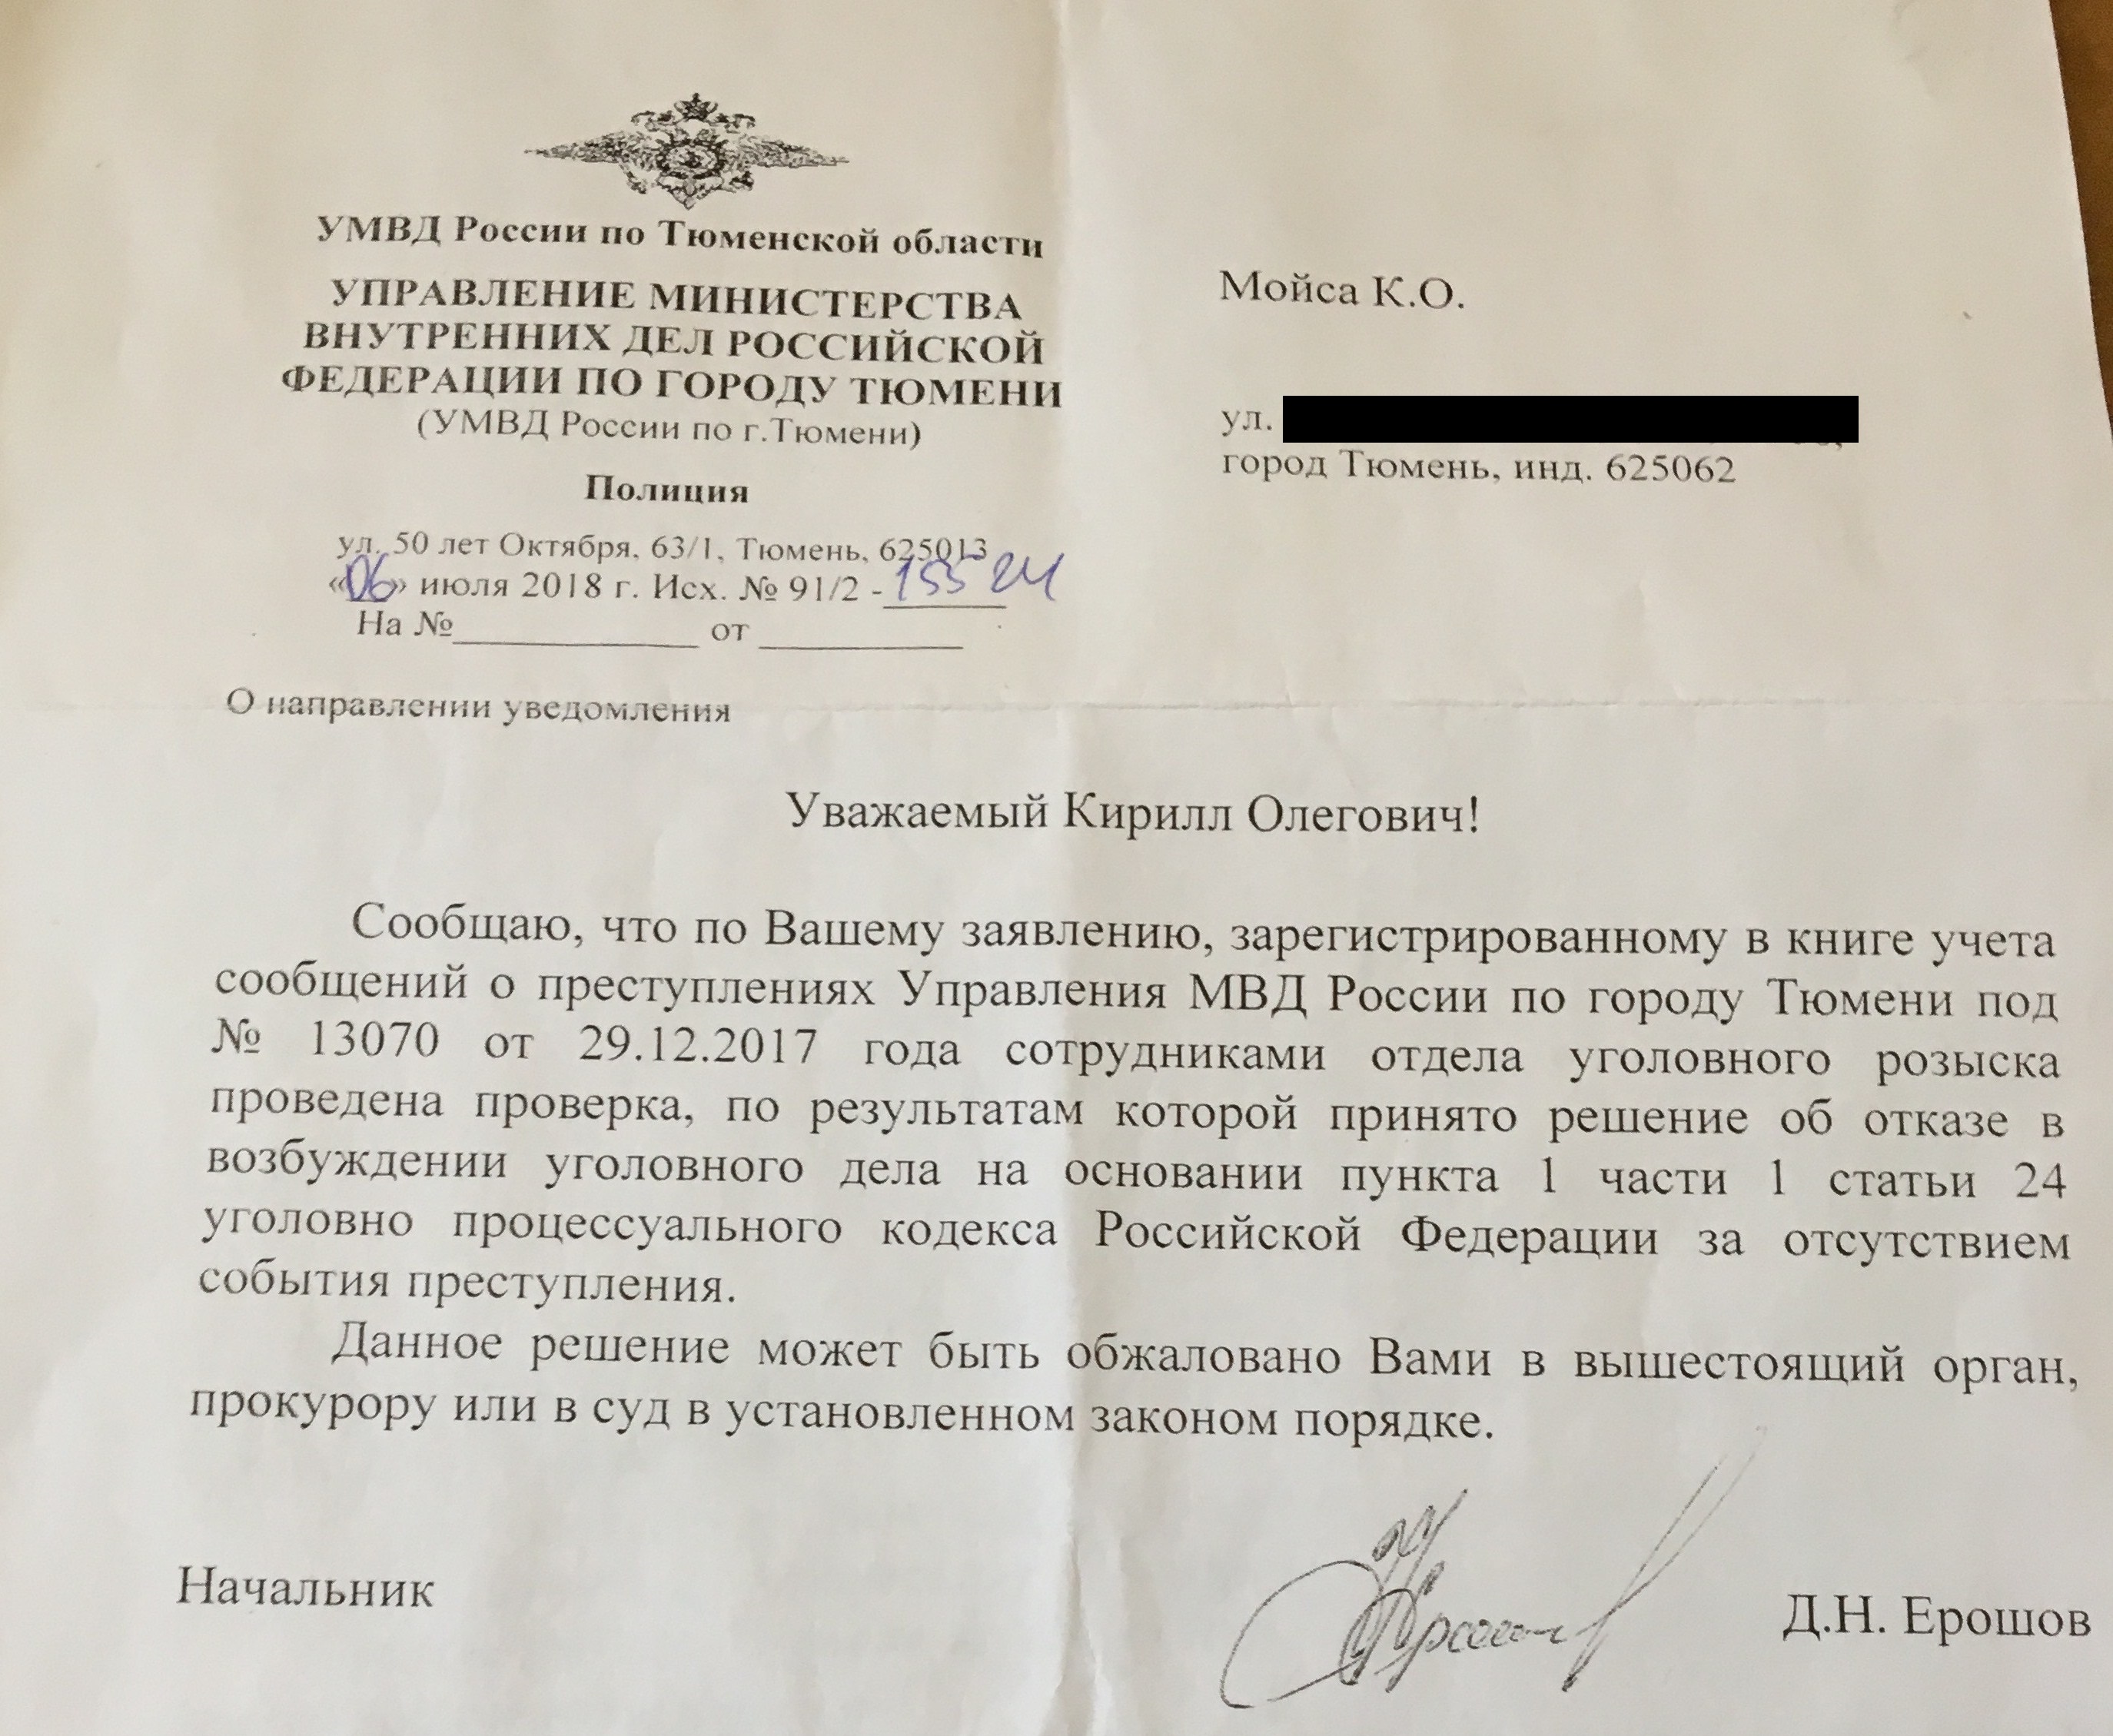 УМВД России по Тюменской области
УПРАВЛЕНИЕ МИНИСТЕРСТВА
ВНУТРЕННИХ ДЕЛ РОССИЙСКОЙ
ФЕДЕРАЦИИ ПО ГОРОДУ ТЮМЕНИ
(УМВД России по г.Тюмени)
Полиция
ул. 50 лет Октября, 63/1, Тюмень, 625013
«06» июля 2018 г. Исх. № 91/2 -15524
На №____________ от __________
Мойса К.О.
ул.
город Тюмень, инд. 625062
О направлении уведомления
Уважаемый Кирилл Олегович!
Сообщаю, что по Вашему заявлению, зарегистрированному в книге учета
сообщений о преступлениях Управления МВД России по городу Тюмени под
№ 13070 от 29.12.2017 года сотрудниками отдела уголовного розыска
проведена проверка, по результатам которой принято решение об отказе в
возбуждении уголовного дела на основании пункта 1 части 1 статьи 24
уголовно процессуального кодекса Российской Федерации за отсутствием
события преступления.
Данное решение может быть обжаловано Вами в вышестоящий орган,
прокурору или в суд в установленном законом порядке.
Начальник
Д.Н. Ерошов